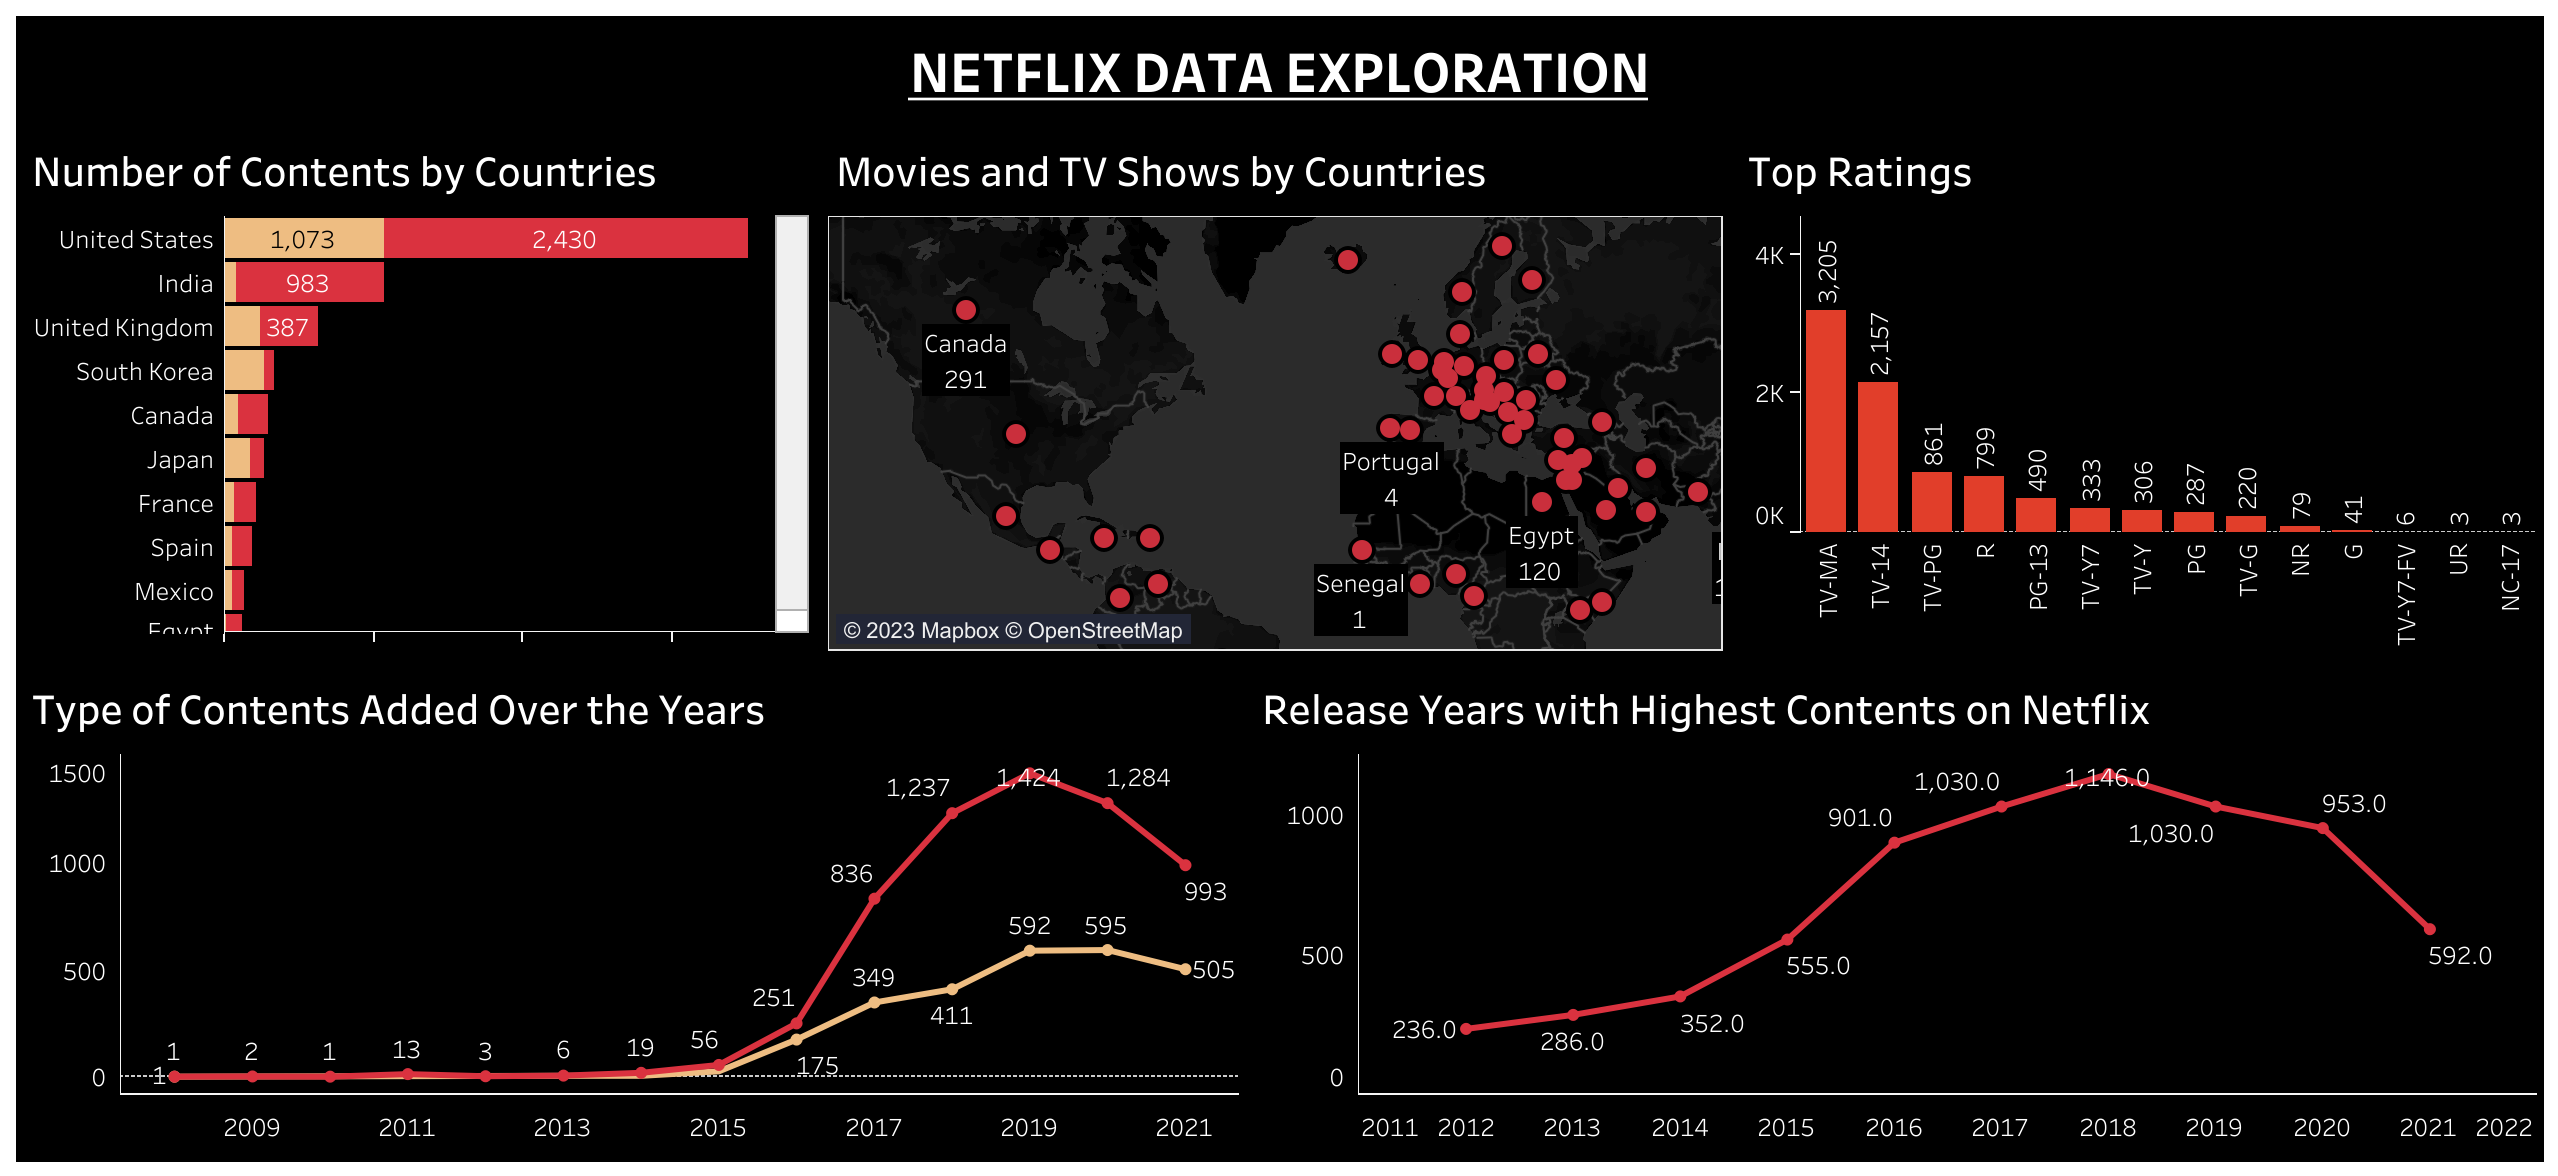 NETFLIX DATA EXPLORATION
Number of Contents by Countries
United States
1,073
2,430
India
983
United Kingdom
387
South Korea
Canada
Japan
France
Spain
Mexico
Egypt
Movies and TV Shows by Countries
Canada
291
Portugal
4
Egypt
120
Senegal
1
© 2023 Mapbox © OpenStreetMap
Top Ratings
4K
2K
0K
3,205
2,157
861
799
490
333
306
287
220
79
41
6
3
3
TV-MA
TV-14
TV-PG
R
PG-13
TV-Y7
TV-Y
PG
TV-G
NR
G
TV-Y7-FV
UR
NC-17
Type of Contents Added Over the Years
1500
1000
500
0
1
1
2
1
13
3
6
19
56
251
175
836
349
1,237
411
1,424
592
1,284
595
993
505
2009
2011
2013
2015
2017
2019
2021
Release Years with Highest Contents on Netflix
1000
500
0
236.0
286.0
352.0
555.0
901.0
1,030.0
1,146.0
1,030.0
953.0
592.0
2011
2012
2013
2014
2015
2016
2017
2018
2019
2020
2021
2022